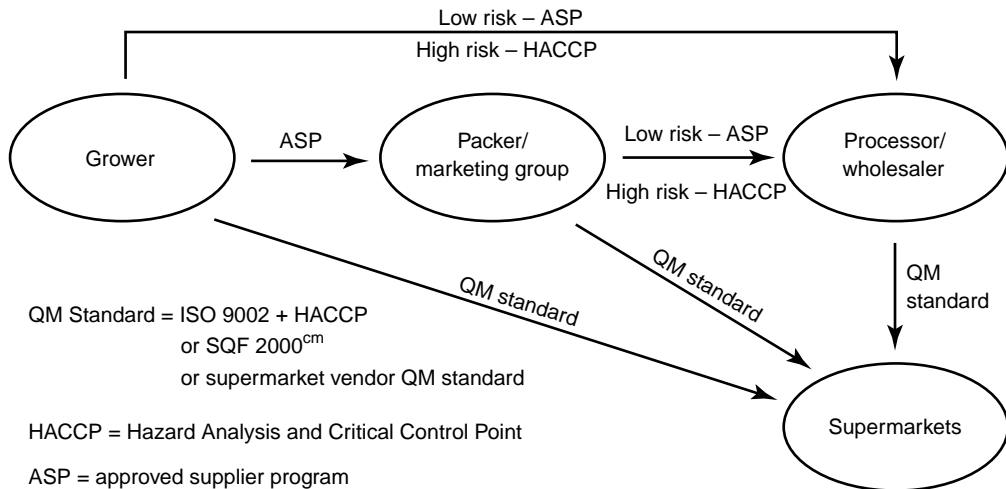 Low risk – ASP
High risk – HACCP
Grower
ASP
Packer/
marketing group
Low risk – ASP
High risk – HACCP
Processor/
wholesaler
QM standard
QM standard
QM
standard
QM Standard = ISO 9002 + HACCP
or SQF 2000cm
or supermarket vendor QM standard
Supermarkets
HACCP = Hazard Analysis and Critical Control Point
ASP = approved supplier program